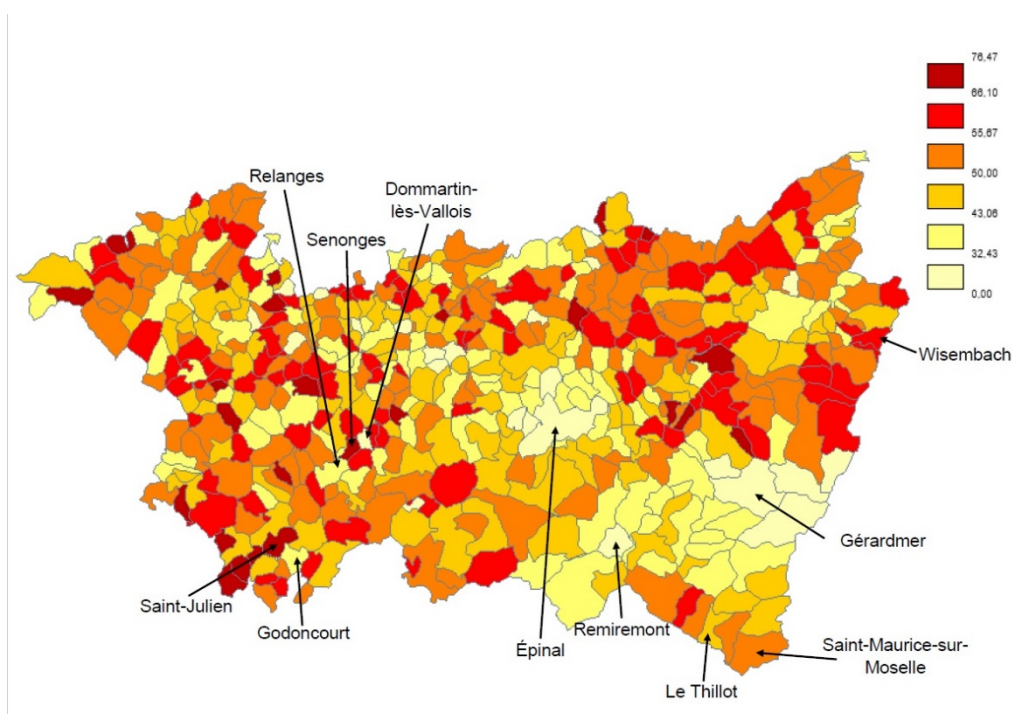 76,47
66,10
55,67
50,00
43,06
32,43
0,00
Relanges
Dommartin-
lès-Vallois
Senonges
Wisembach
Gérardmer
Saint-Julien
Godoncourt
Épinal
Remiremont
Saint-Maurice-sur-
Moselle
Le Thillot